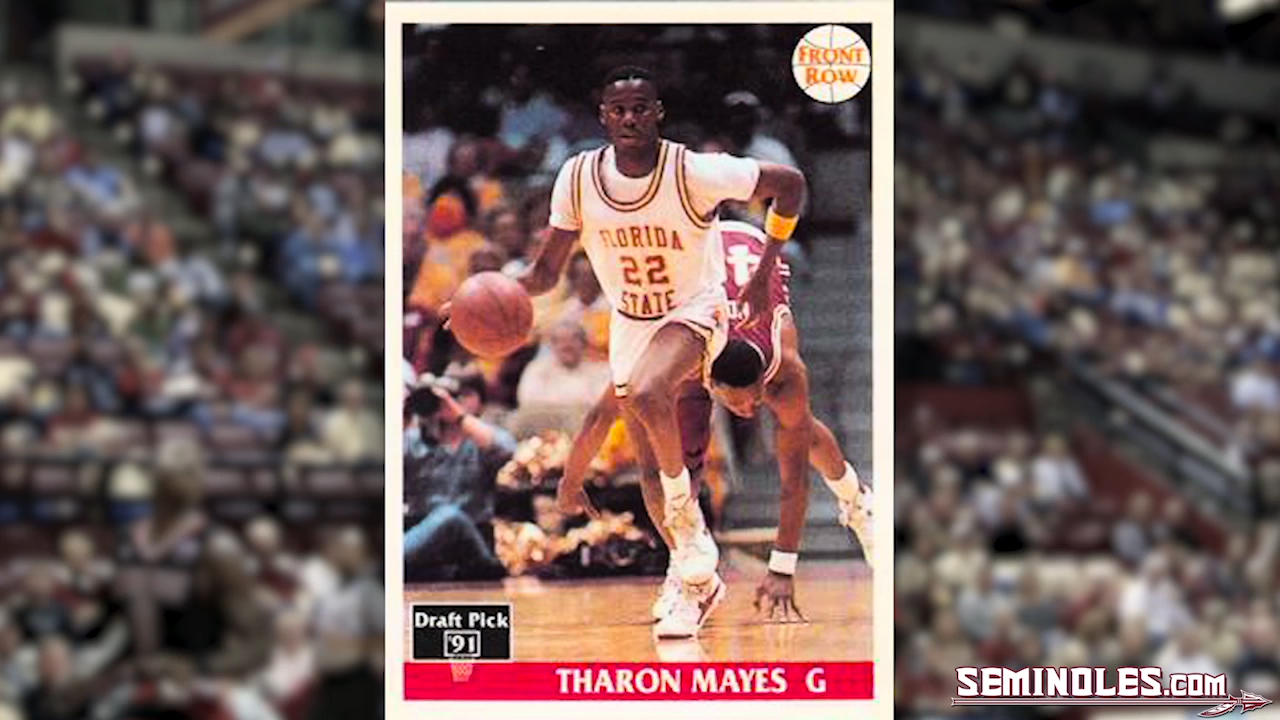 FRONT
ROW
FLORIDA
22
STATE
Draft Pick
'91
THARON MAYES G
SEMINOLES.com